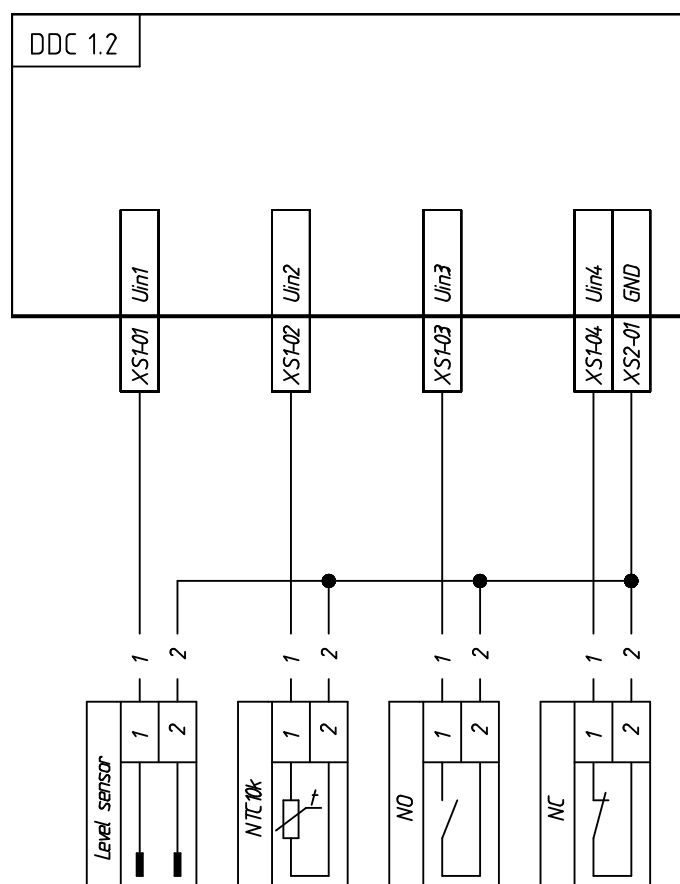 DDC 1.2
Uin1
Uin2
Uin3
Uin4
GND
XS1-01
XS1-02
XS1-03
XS1-04
XS2-01
1
2
1
2
1
2
1
2
Level sensor
1
2
NTC10k
1
2
t
NO
1
2
NC
1
2